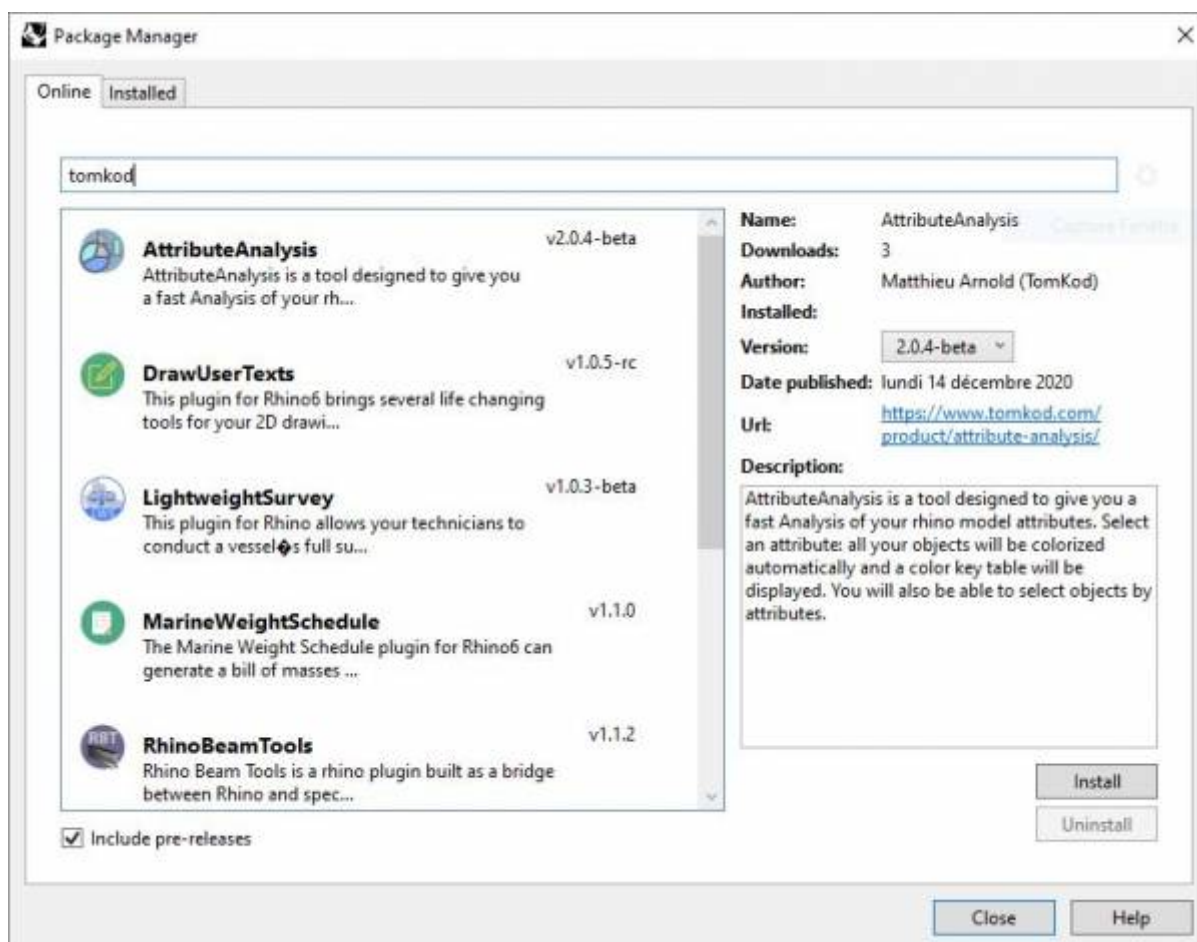 Package Manager
Online Installed
tomkod
AttributeAnalysis v2.0.4-beta
AttributeAnalysis is a tool designed to give you
a fast Analysis of your rh...
DrawUserTexts v1.0.5-rc
This plugin for Rhino6 brings several life changing
tools for your 2D drawi...
LightweightSurvey v1.0.3-beta
This plugin for Rhino allows your technicians to
conduct a vessel�s full su...
MarineWeightSchedule v1.1.0
The Marine Weight Schedule plugin for Rhino6 can
generate a bill of masses ...
RBT
RhinoBeamTools v1.1.2
Rhino Beam Tools is a rhino plugin built as a bridge
between Rhino and spec...
Include pre-releases
Name: AttributeAnalysis
Capture Fenêtre
Downloads: 3
Author: Matthieu Arnold (TomKod)
Installed:
Version: 2.0.4-beta
Date published: lundi 14 décembre 2020
Url: https://www.tomkod.com/
product/attribute-analysis/
Description:
AttributeAnalysis is a tool designed to give you a
fast Analysis of your rhino model attributes. Select
an attribute: all your objects will be colorized
automatically and a color key table will be
displayed. You will also be able to select objects by
attributes.
Install
Uninstall
Close Help